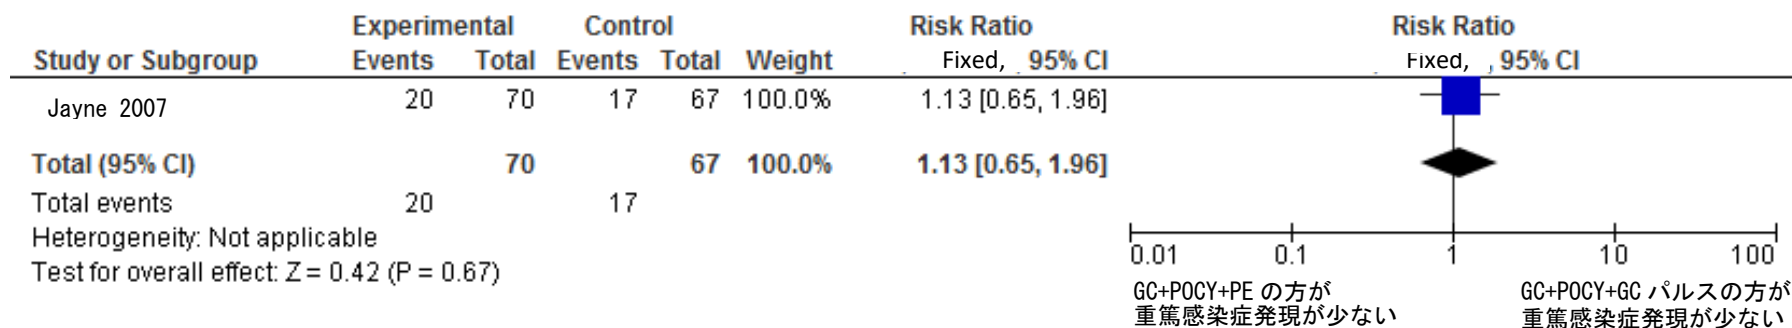 Experimental Control Risk Ratio Risk Ratio
Study or Subgroup Events Total Events Total Weight Fixed, 95% CI Fixed, , 95% CI
Jayne 2007 20 70 17 67 100.0% 1.13 [0.65, 1.96]
Total (95% CI) 70 67 100.0% 1.13 [0.65, 1.96]
Total events 20 17
Heterogeneity: Not applicable
Test for overall effect: Z = 0.42 (P = 0.67)
0.01 0.1 1 10 100
GC+POCY+PE の方が GC+POCY+GC パルスの方が
重篤感染症発現が少ない 重篤感染症発現が少ない